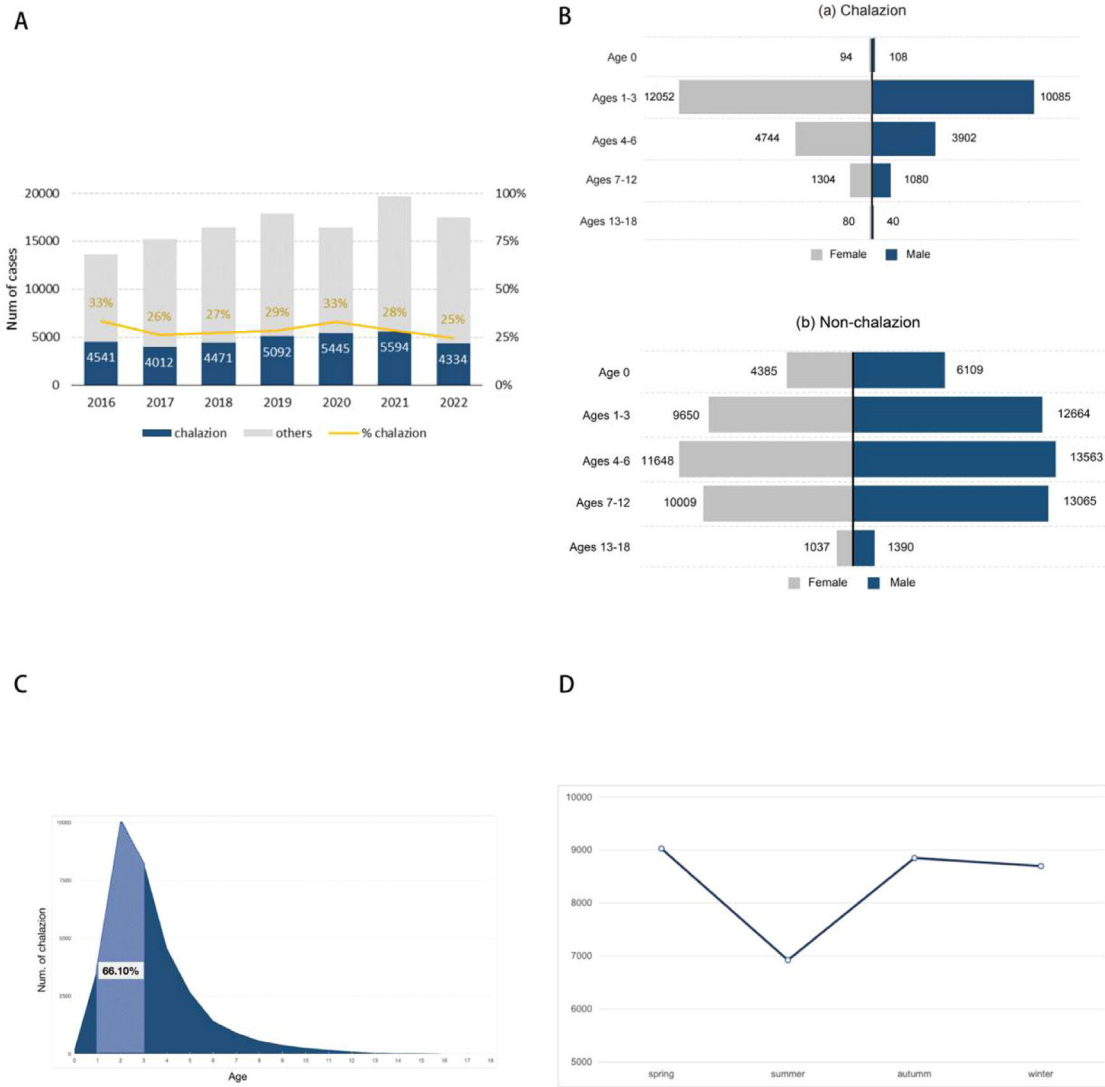 A
Num of cases
20000
15000
10000
5000
0
100%
75%
50%
25%
0%
33%
26%
27%
29%
33%
28%
25%
4541
4012
4471
5092
5445
5594
4334
2016
2017
2018
2019
2020
2021
2022
chalazion
others
% chalazion
B
(a) Chalazion
Age 0
94
108
Ages 1-3
12052
10085
Ages 4-6
4744
3902
Ages 7-12
1304
1080
Ages 13-18
80
40
Female
Male
(b) Non-chalazion
Age 0
4385
6109
Ages 1-3
9650
12664
Ages 4-6
11648
13563
Ages 7-12
10009
13065
Ages 13-18
1037
1390
Female
Male
C
Num. of chalazion
10000
7500
5000
2500
0
66.10%
0 1 2 3 4 5 6 7 8 9 10 11 12 13 14 15 16 17 18
Age
D
10000
9000
8000
7000
6000
5000
spring
summer
autumm
winter